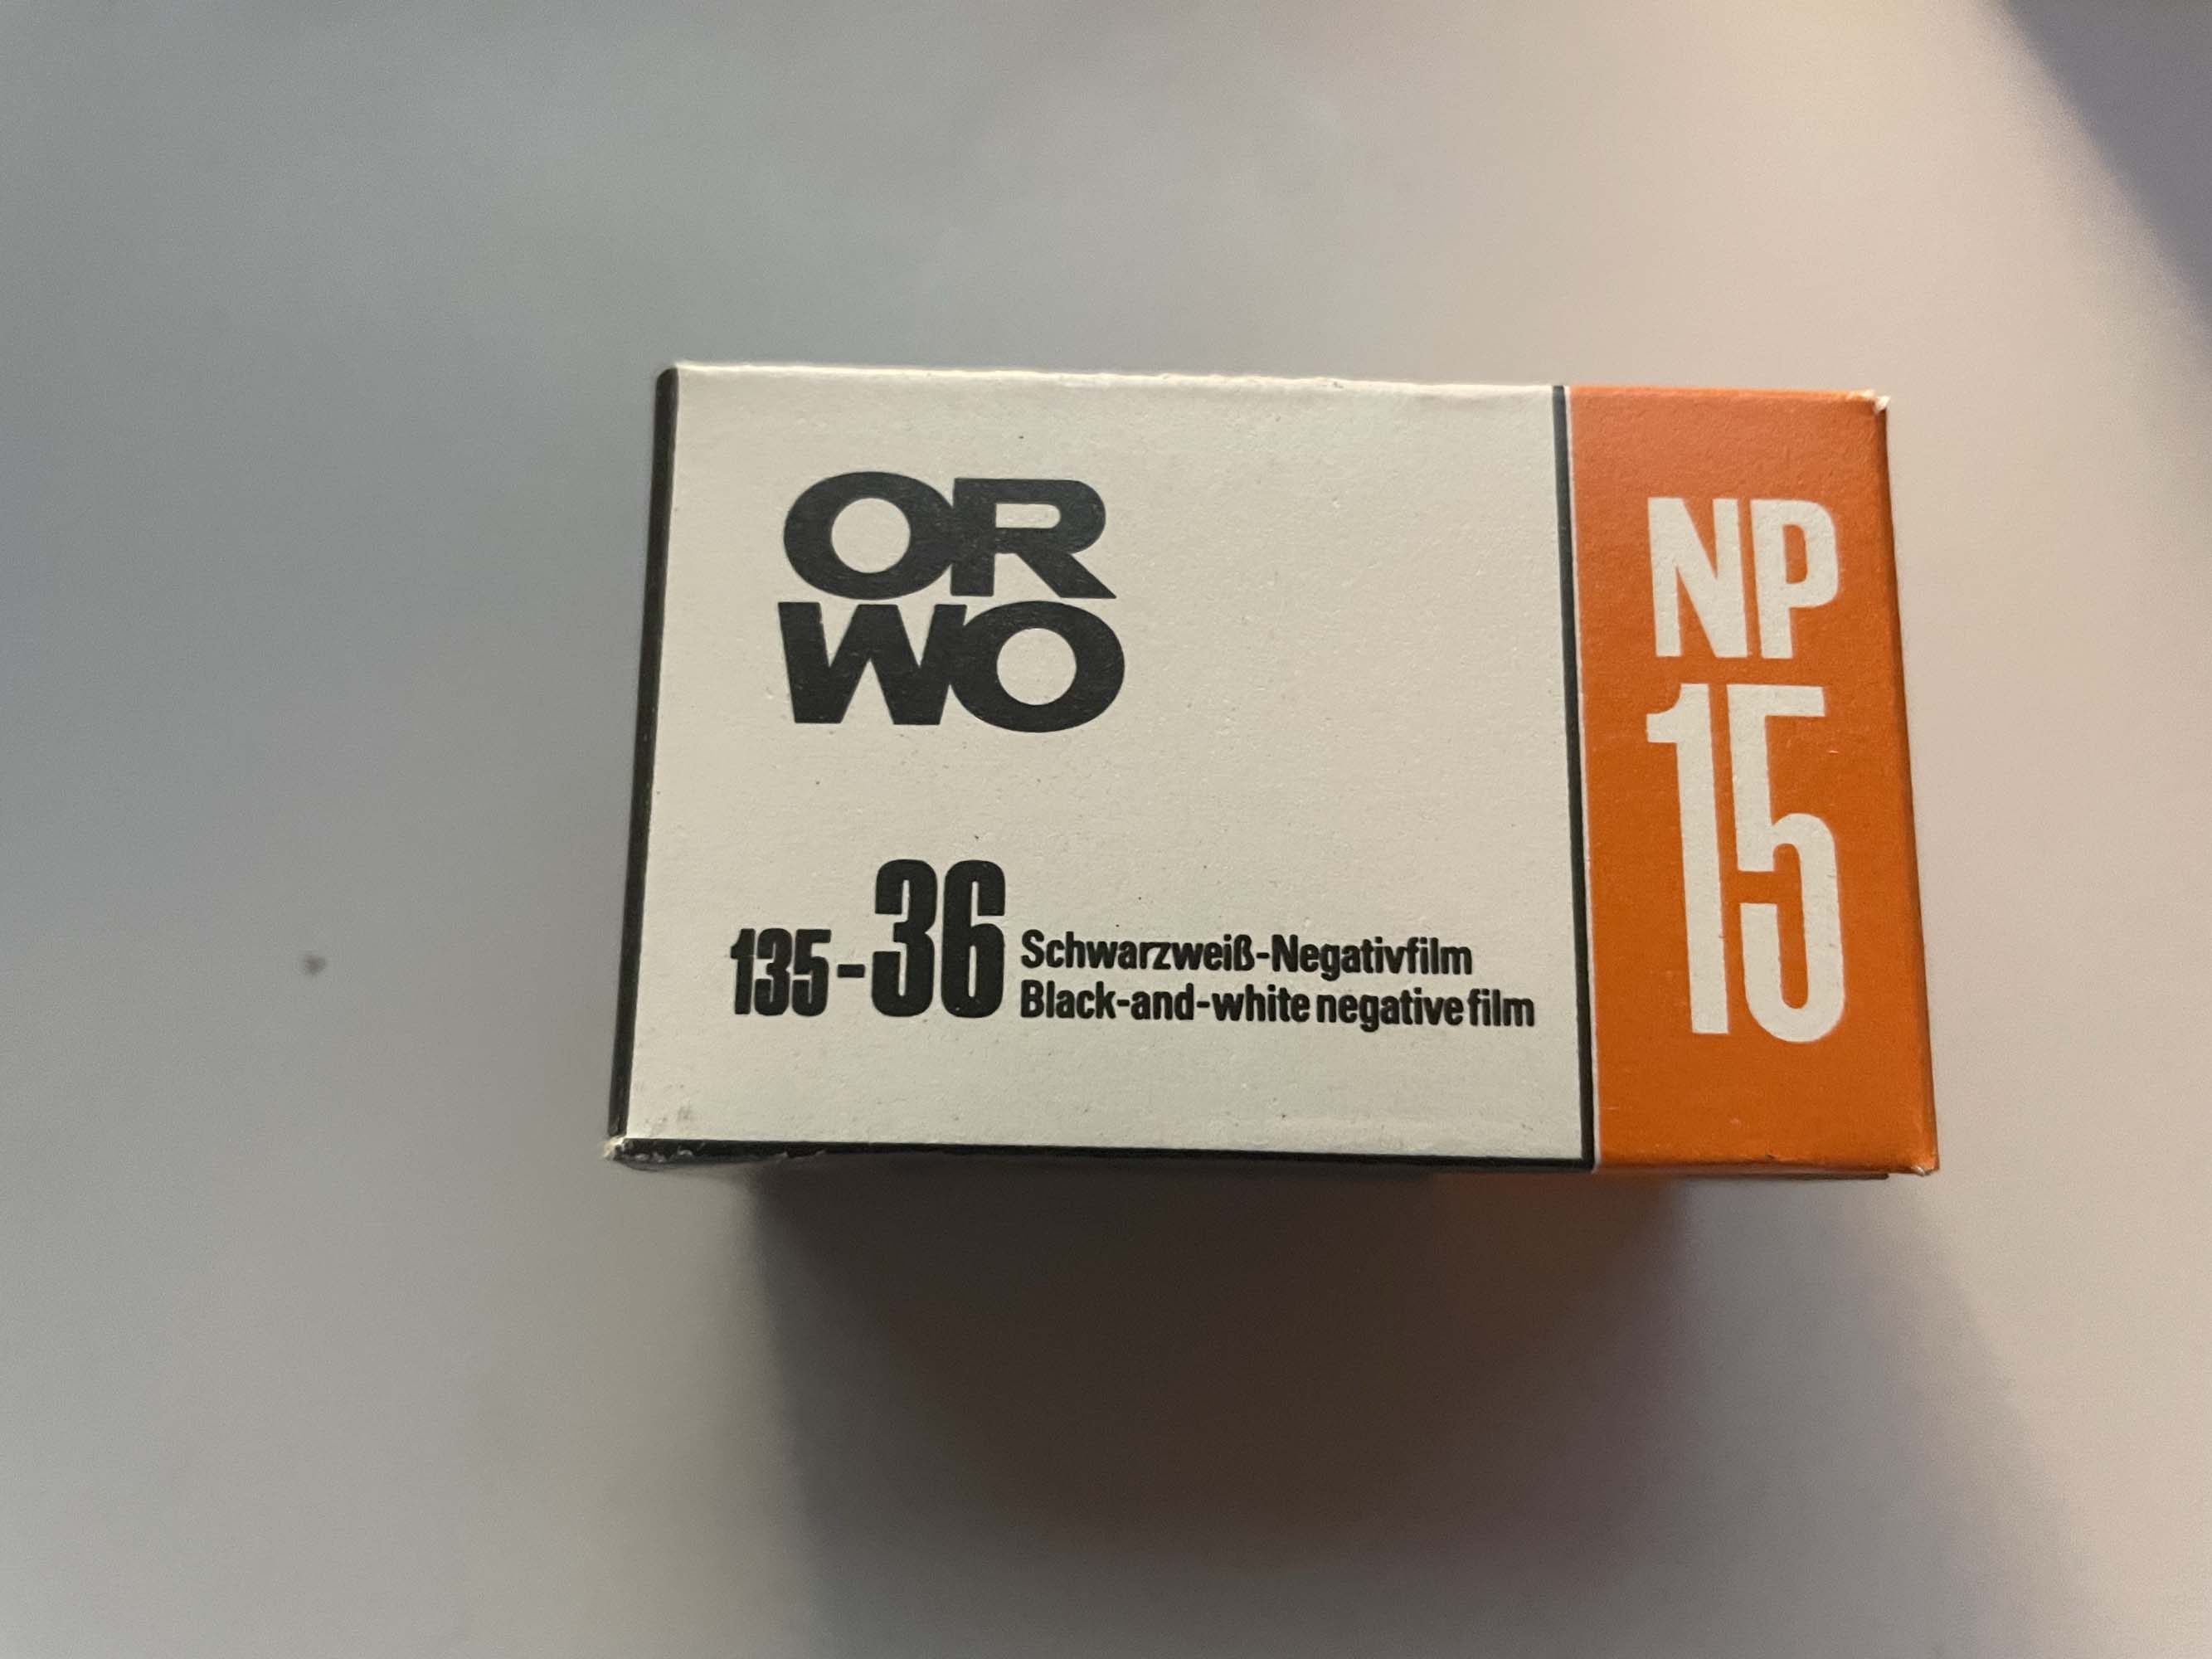 OR
WO
135-36 Schwarzweiß-Negativfilm
Black-and-white negative film
NP
15